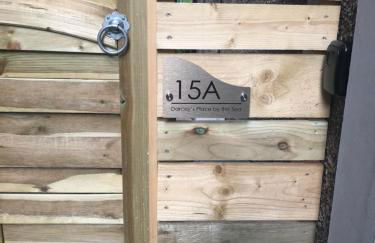 15A
Darcey's Place by the Sea